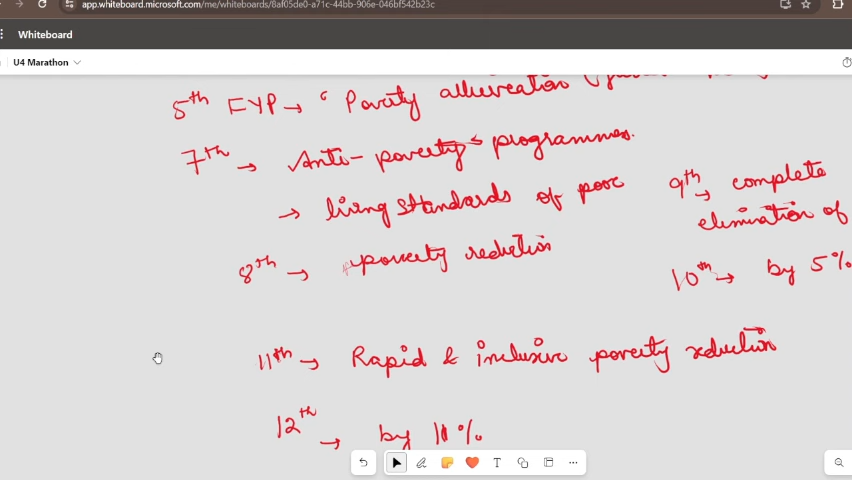 app.whiteboard.microsoft.com/me/whiteboards/8af05de0-a71c-44bb-906e-046bf542b23c
Whiteboard
U4 Marathon
5th FYP → " Poverty alleviation
7th → Anti-poverty programmes.
→ living standards of poor
8th → poverty reduction
9th → complete
elimination of
10th → by 5%
11th → Rapid & inclusive poverty reduction
12th → by 10%
T